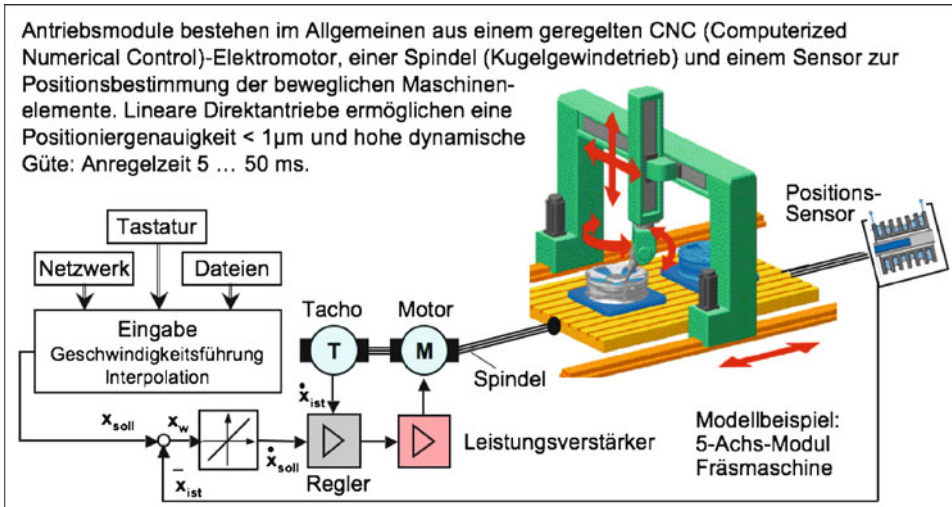 Antriebsmodule bestehen im Allgemeinen aus einem geregelten CNC (Computerized
Numerical Control)-Elektromotor, einer Spindel (Kugelgewindetrieb) und einem Sensor zur
Positionsbestimmung der beweglichen Maschinen-
elemente. Lineare Direktantriebe ermöglichen eine
Positioniergenauigkeit < 1µm und hohe dynamische
Güte: Anregelzeit 5 ... 50 ms.
Positions-
Sensor
Tastatur
Netzwerk
Dateien
Eingabe
Geschwindigkeitsführung
Interpolation
Tacho
Motor
T
M
Spindel
ẋist
xsoll
xw
ẋsoll
Leistungsverstärker
Regler
– xist
Modellbeispiel:
5-Achs-Modul
Fräsmaschine